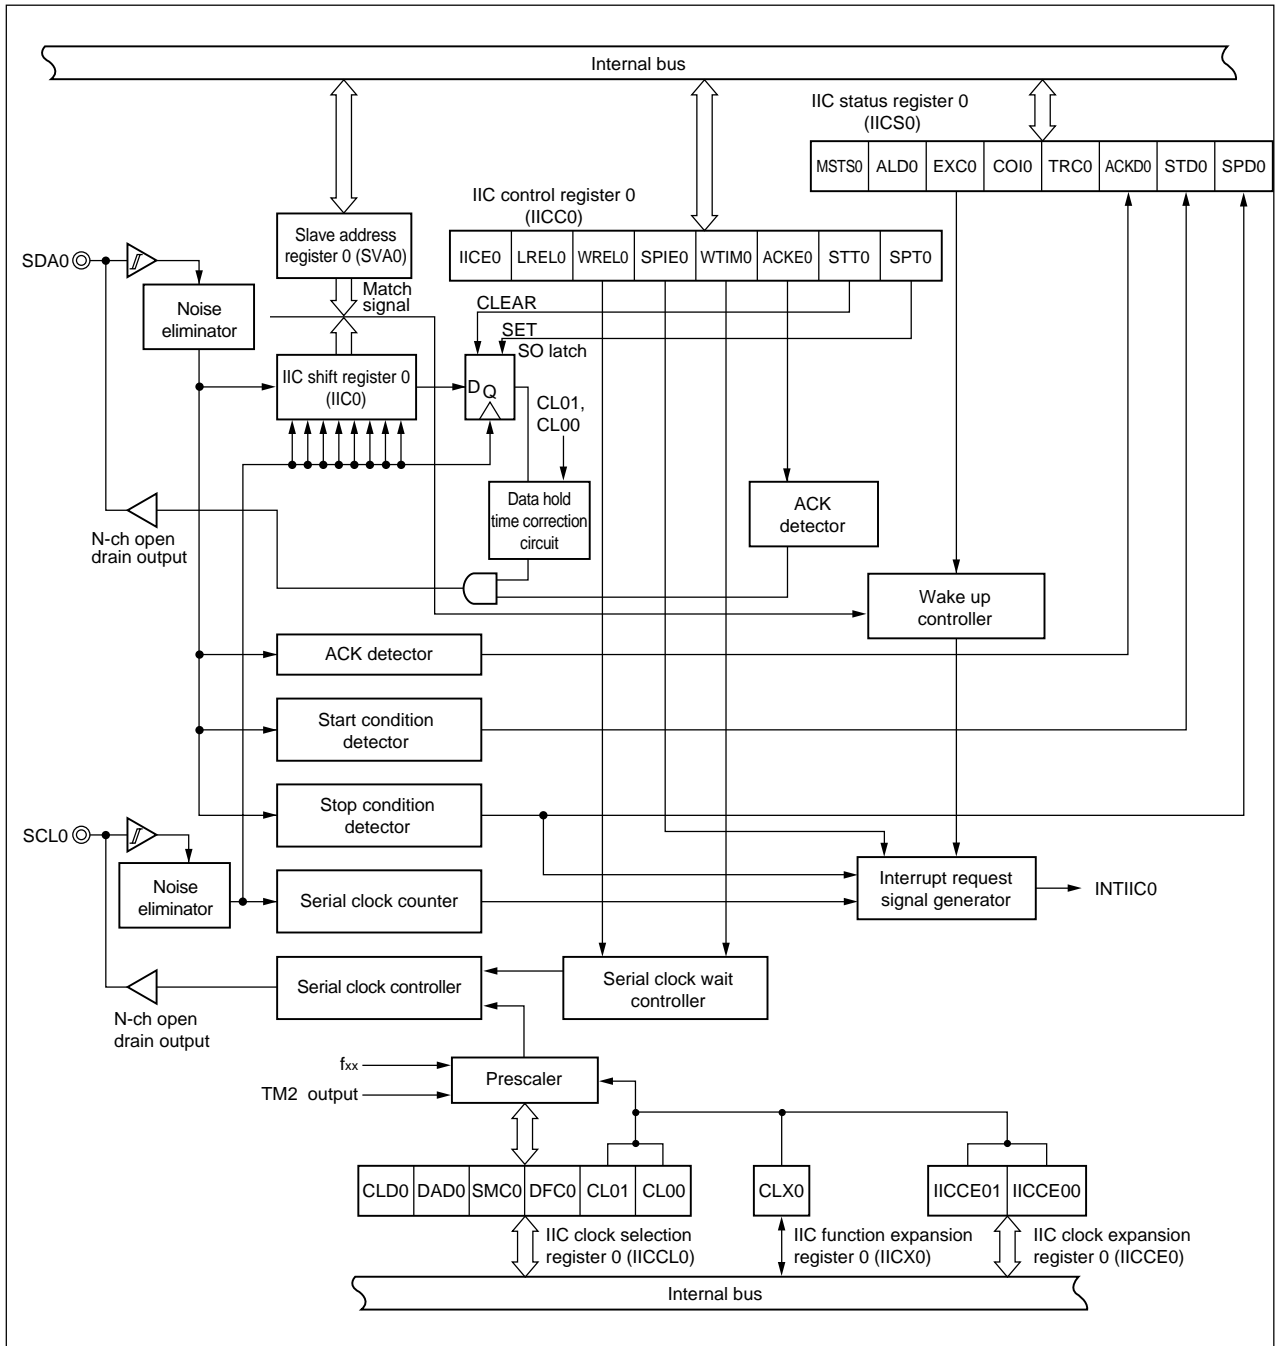 Internal bus
IIC status register 0
(IICS0)
MSTS0 ALD0 EXC0 COI0 TRC0 ACKD0 STD0 SPD0
IIC control register 0
(IICC0)
IICE0 LREL0 WREL0 SPIE0 WTIM0 ACKE0 STT0 SPT0
Slave address
register 0 (SVA0)
SDA0
Noise
eliminator
Match
signal
CLEAR
SET
SO latch
IIC shift register 0
(IIC0)
D Q
CL01,
CL00
Data hold
time correction
circuit
ACK
detector
N-ch open
drain output
Wake up
controller
ACK detector
Start condition
detector
Stop condition
detector
SCL0
Noise
eliminator
Serial clock counter
Interrupt request
signal generator
INTIIC0
Serial clock controller
Serial clock wait
controller
N-ch open
drain output
fxx
TM2 output
Prescaler
CLD0 DAD0 SMC0 DFC0 CL01 CL00
CLX0
IICCE01 IICCE00
IIC clock selection
register 0 (IICCL0)
IIC function expansion
register 0 (IICX0)
IIC clock expansion
register 0 (IICCE0)
Internal bus